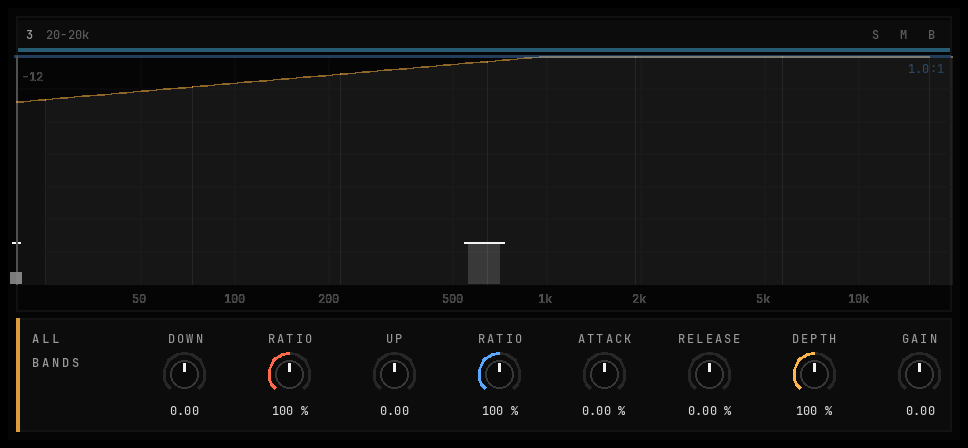 3 20-20k S M B
-12 1.0:1
50 100 200 500 1k 2k 5k 10k
ALL BANDS
DOWN RATIO UP RATIO ATTACK RELEASE DEPTH GAIN
0.00 100 % 0.00 100 % 0.00 % 0.00 % 100 % 0.00